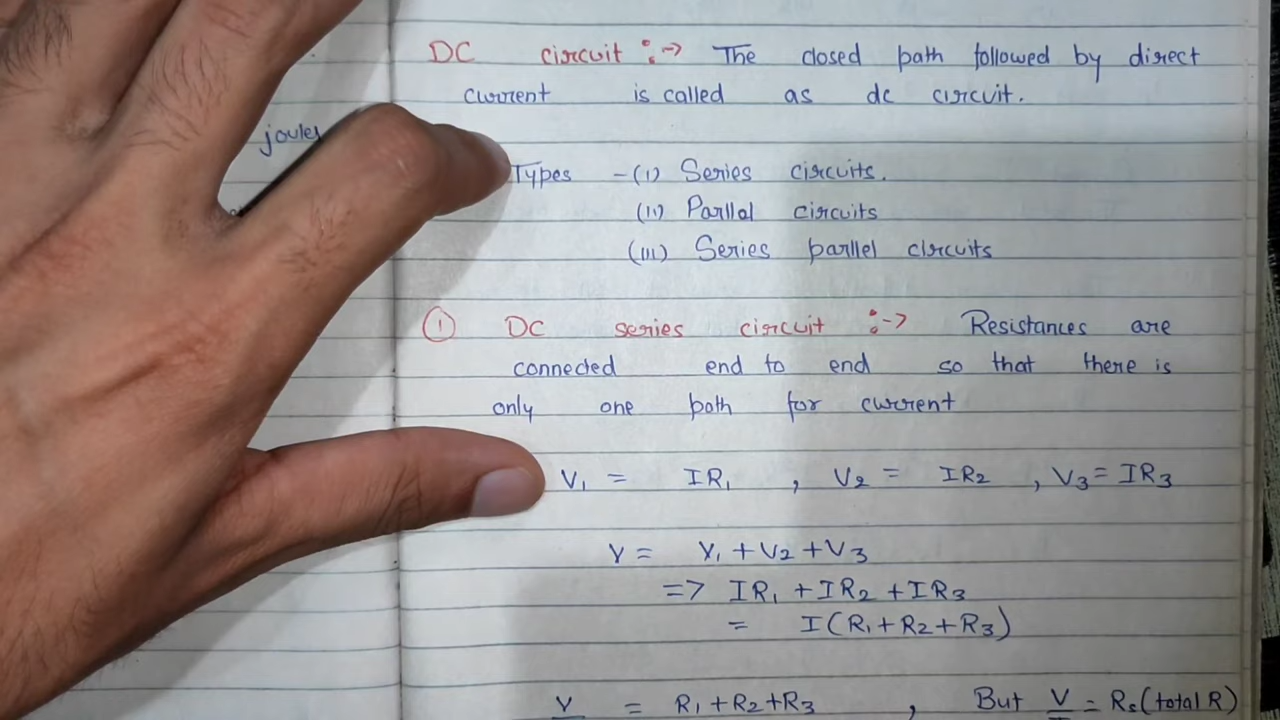 DC circuit :-> The closed path followed by direct
current is called as dc circuit.
joules
Types - (i) Series circuits.
(ii) Parllal circuits
(iii) Series parllel circuits
① DC series circuit :-> Resistances are
connected end to end so that there is
only one path for current
V₁ = IR₁ , V₂ = IR₂ , V₃ = IR₃
V = V₁ + V₂ + V₃
=> IR₁ + IR₂ + IR₃
= I(R₁ + R₂ + R₃)
V = R₁ + R₂ + R₃ , But V = Rₛ (total R)